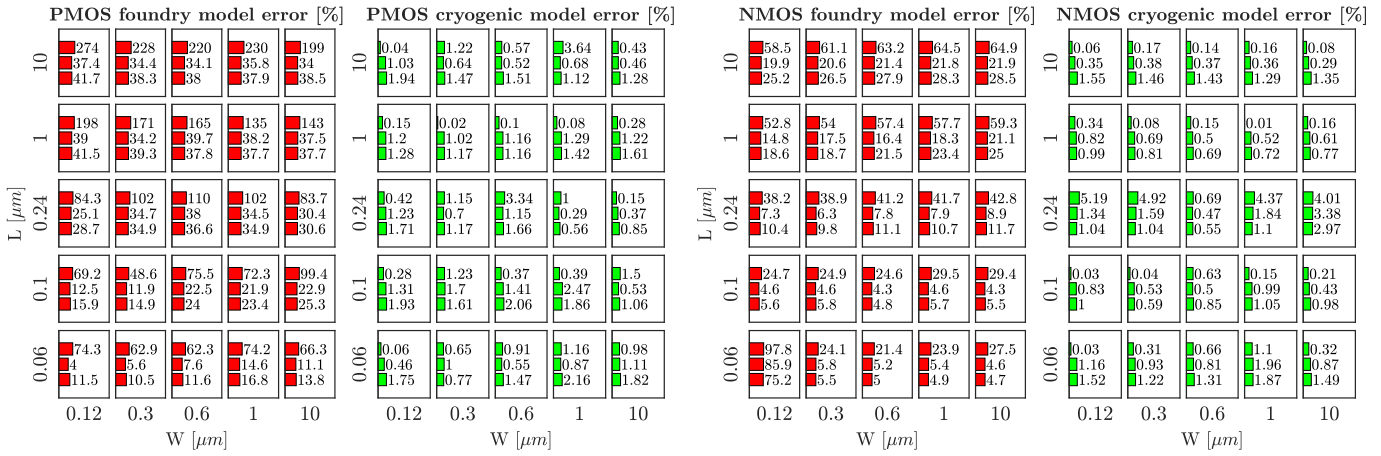 PMOS foundry model error [%]
10
274 228 220 230 199
37.4 34.4 34.1 35.8 34
41.7 38.3 38 37.9 38.5
1
198 171 165 135 143
39 34.2 39.7 38.2 37.5
41.5 39.3 37.8 37.7 37.7
L [μm]
0.24
84.3 102 110 102 83.7
25.1 34.7 38 34.5 30.4
28.7 34.9 36.6 34.9 30.6
0.1
69.2 48.6 75.5 72.3 99.4
12.5 11.9 22.5 21.9 22.9
15.9 14.9 24 23.4 25.3
0.06
74.3 62.9 62.3 74.2 66.3
4 5.6 7.6 14.6 11.1
11.5 10.5 11.6 16.8 13.8
0.12 0.3 0.6 1 10
W [μm]
PMOS cryogenic model error [%]
10
0.04 1.22 0.57 3.64 0.43
1.03 0.64 0.52 0.68 0.46
1.94 1.47 1.51 1.12 1.28
1
0.15 0.02 0.1 0.08 0.28
1.2 1.02 1.16 1.29 1.22
1.28 1.17 1.16 1.42 1.61
0.24
0.42 1.15 3.34 1 0.15
1.23 0.7 1.15 0.29 0.37
1.71 1.17 1.66 0.56 0.85
0.1
0.28 1.23 0.37 0.39 1.5
1.31 1.7 1.41 2.47 0.53
1.93 1.61 2.06 1.86 1.06
0.06
0.06 0.65 0.91 1.16 0.98
0.46 1 0.55 0.87 1.11
1.75 0.77 1.47 2.16 1.82
0.12 0.3 0.6 1 10
W [μm]
NMOS foundry model error [%]
10
58.5 61.1 63.2 64.5 64.9
19.9 20.6 21.4 21.8 21.9
25.2 26.5 27.9 28.3 28.5
1
52.8 54 57.4 57.7 59.3
14.8 17.5 16.4 18.3 21.1
18.6 18.7 21.5 23.4 25
L [μm]
0.24
38.2 38.9 41.2 41.7 42.8
7.3 6.3 7.8 7.9 8.9
10.4 9.8 11.1 10.7 11.7
0.1
24.7 24.9 24.6 29.5 29.4
4.6 4.6 4.3 4.6 4.3
5.6 5.8 4.8 5.7 5.5
0.06
97.8 24.1 21.4 23.9 27.5
85.9 5.8 5.2 5.4 4.6
75.2 5.5 5 4.9 4.7
0.12 0.3 0.6 1 10
W [μm]
NMOS cryogenic model error [%]
10
0.06 0.17 0.14 0.16 0.08
0.35 0.38 0.37 0.36 0.29
1.55 1.46 1.43 1.29 1.35
1
0.34 0.08 0.15 0.01 0.16
0.82 0.69 0.5 0.52 0.61
0.99 0.81 0.69 0.72 0.77
0.24
5.19 4.92 0.69 4.37 4.01
1.34 1.59 0.47 1.84 3.38
1.04 1.04 0.55 1.1 2.97
0.1
0.03 0.04 0.63 0.15 0.21
0.83 0.53 0.5 0.99 0.43
1 0.59 0.85 1.05 0.98
0.06
0.03 0.31 0.66 1.1 0.32
1.16 0.93 0.81 1.96 0.87
1.52 1.22 1.31 1.87 1.49
0.12 0.3 0.6 1 10
W [μm]